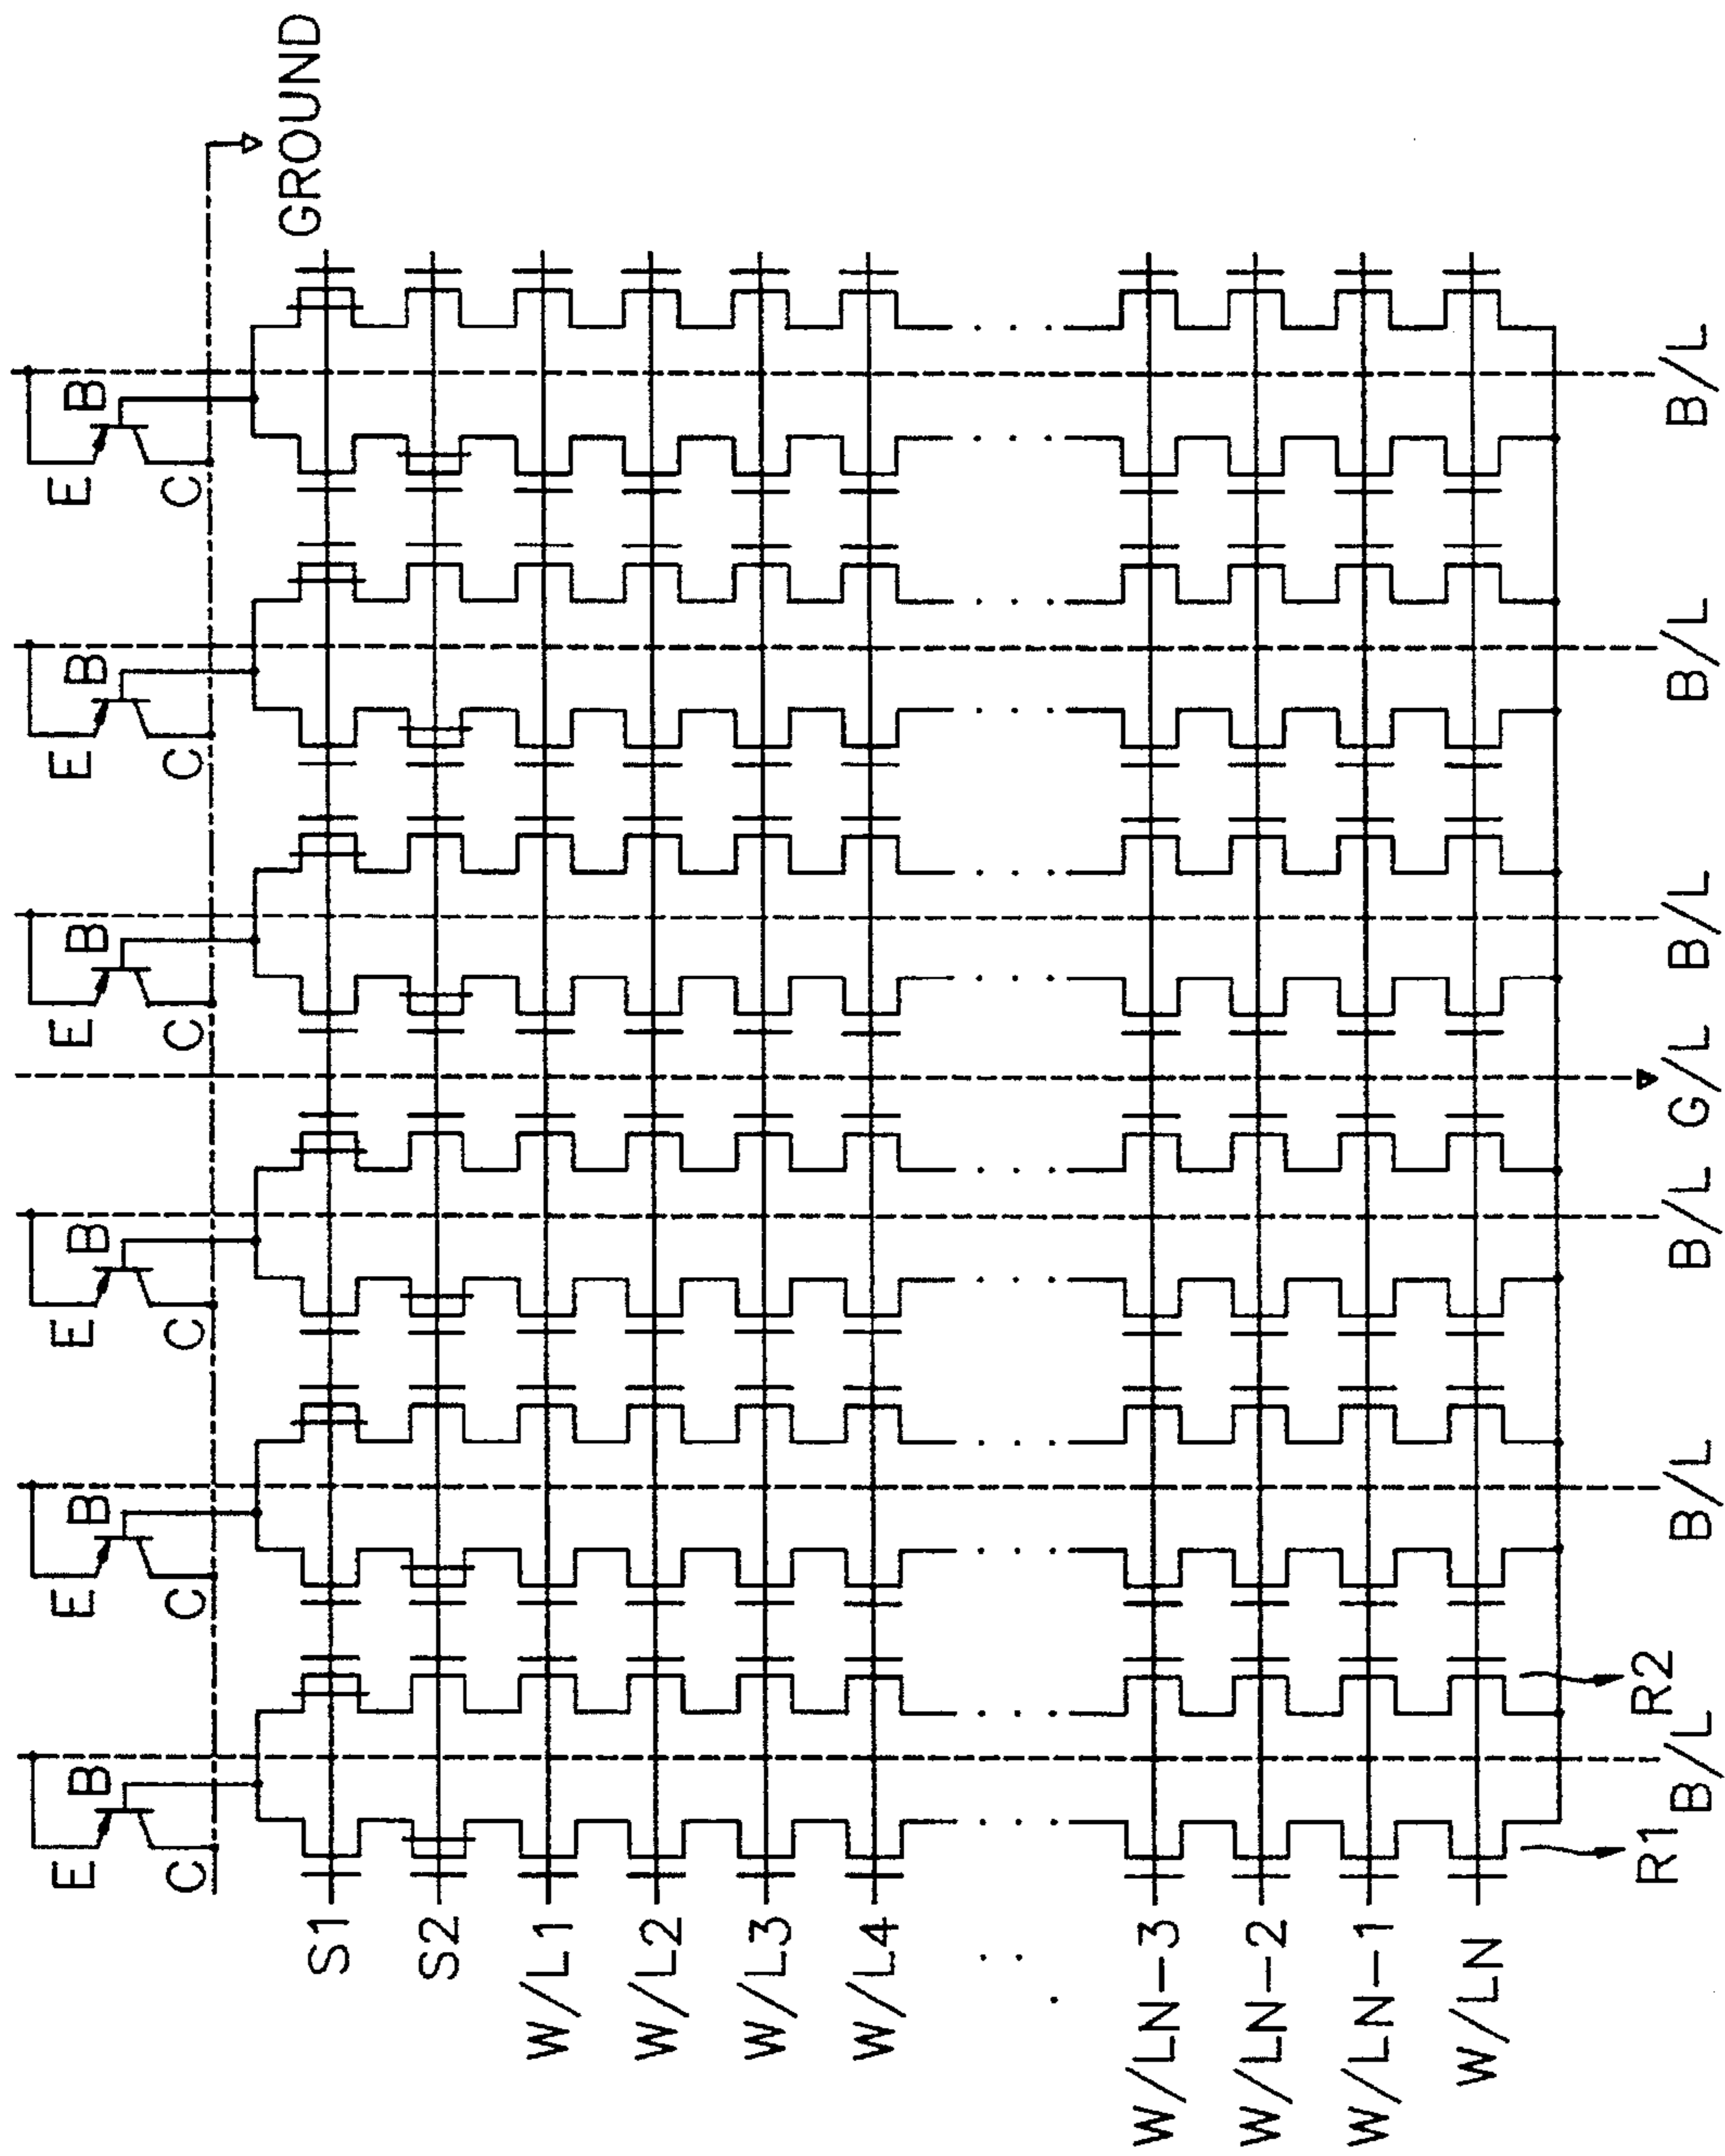 GROUND
E B C
E B C
E B C
E B C
E B C
E B C
S1
S2
W/L1
W/L2
W/L3
W/L4
W/LN-3
W/LN-2
W/LN-1
W/LN
R1
B/L
R2
B/L
B/L
G/L
B/L
B/L
B/L